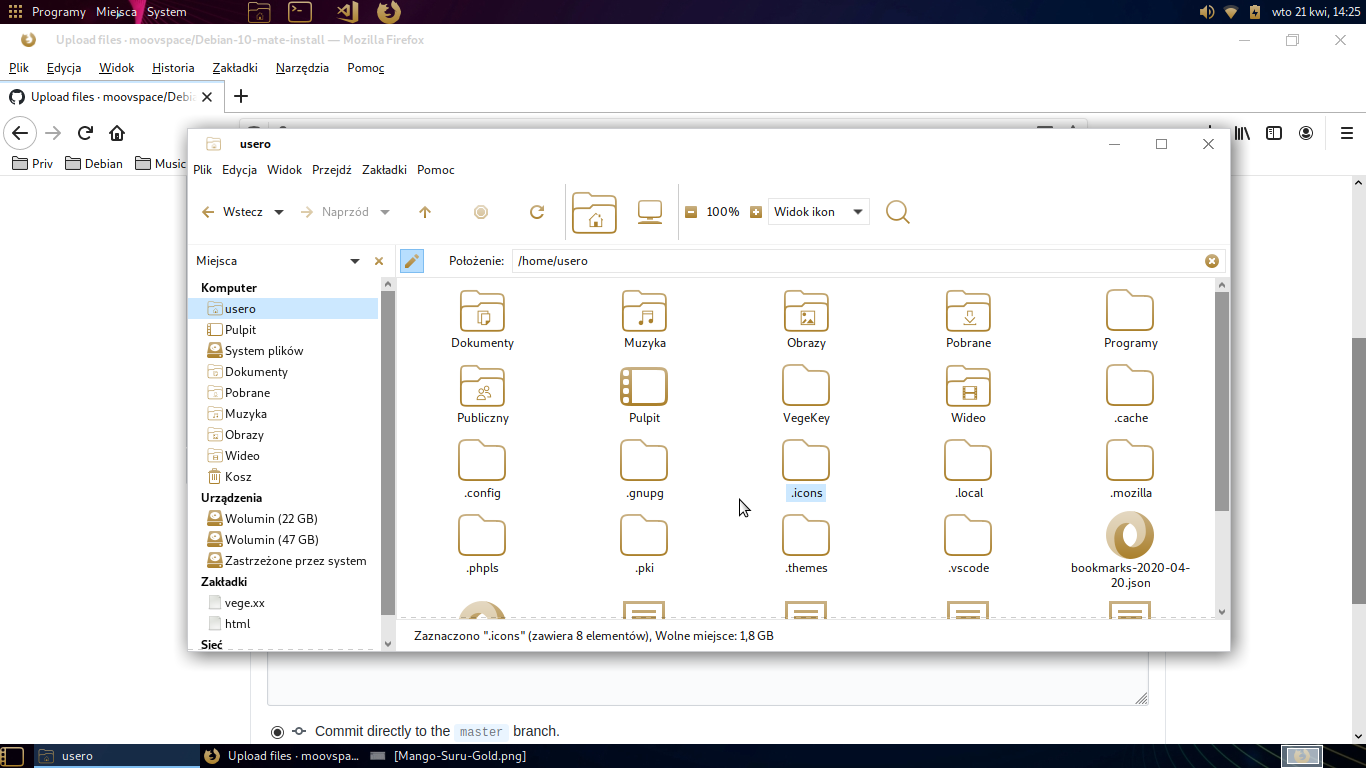 Programy Miejsca System
wto 21 kwi, 14:25
Upload files · moovspace/Debian-10-mate-install — Mozilla Firefox
Plik Edycja Widok Historia Zakładki Narzędzia Pomoc
Upload files · moovspace/Debi
Priv Debian Music
usero
Plik Edycja Widok Przejdź Zakładki Pomoc
Wstecz Naprzód 100% Widok ikon
Miejsca
Położenie: /home/usero
Komputer
usero
Pulpit
System plików
Dokumenty
Pobrane
Muzyka
Obrazy
Wideo
Kosz
Urządzenia
Wolumin (22 GB)
Wolumin (47 GB)
Zastrzeżone przez system
Zakładki
vege.xx
html
Sieć
Dokumenty Muzyka Obrazy Pobrane Programy
Publiczny Pulpit VegeKey Wideo .cache
.config .gnupg .icons .local .mozilla
.phpls .pki .themes .vscode bookmarks-2020-04-
20.json
Zaznaczono ".icons" (zawiera 8 elementów), Wolne miejsce: 1,8 GB
Commit directly to the master branch.
usero Upload files · moovspa... [Mango-Suru-Gold.png]